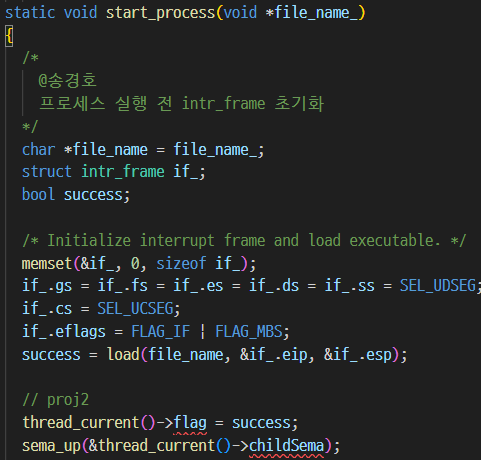 static void start_process(void *file_name_)
{
/*
@송경호
프로세스 실행 전 intr_frame 초기화
*/
char *file_name = file_name_;
struct intr_frame if_;
bool success;
/* Initialize interrupt frame and load executable. */
memset(&if_, 0, sizeof if_);
if_.gs = if_.fs = if_.es = if_.ds = if_.ss = SEL_UDSEG;
if_.cs = SEL_UCSEG;
if_.eflags = FLAG_IF | FLAG_MBS;
success = load(file_name, &if_.eip, &if_.esp);
// proj2
thread_current()->flag = success;
sema_up(&thread_current()->childSema);